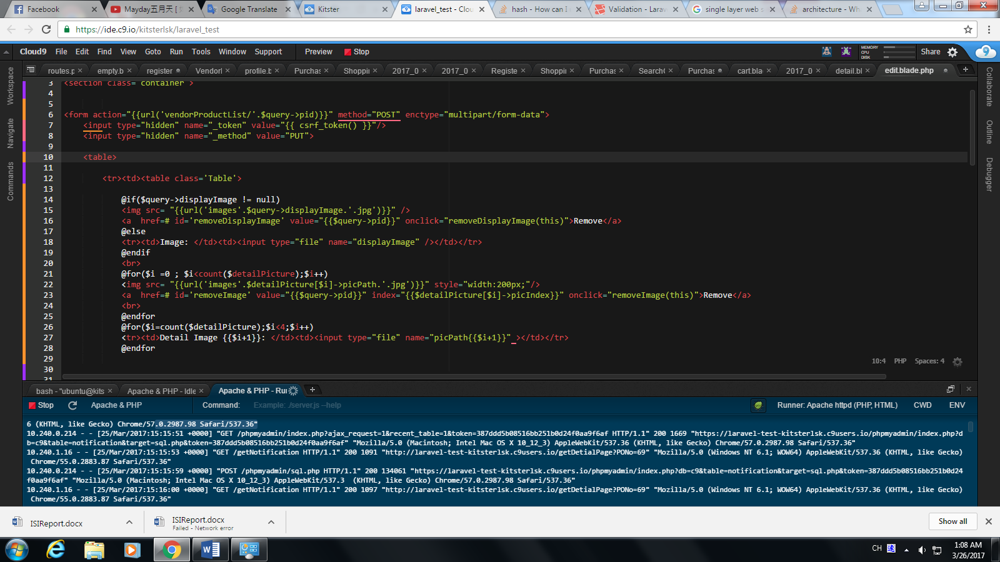 Facebook
Mayday五月天 [
Google Translate
Kitster
laravel_test - Clou
hash - How can I
Validation - Larav
single layer web s
architecture - Wh
https://ide.c9.io/kitsterlsk/laravel_test
Cloud9 File Edit Find View Goto Run Tools Window Support Preview Stop
MEMORY
CPU
DISK
Share
Workspace
Navigate
Commands
Collaborate
Outline
Debugger
routes.p empty.b register Vendorl profile.b Purchas Shoppin 2017_0 2017_0 Registe Shoppin Purchas Search Purchas cart.bla 2017_0 detail.bl edit.blade.php
3 <section class="container">
4
5
6 <form action="{{url('vendorProductList/'.$query->pid)}}" method="POST" enctype="multipart/form-data">
7 <input type="hidden" name="_token" value="{{ csrf_token() }}"/>
8 <input type="hidden" name="_method" value="PUT">
9
10 <table>
11
12 <tr><td><table class='Table'>
13
14 @if($query->displayImage != null)
15 <img src= "{{url('images'.$query->displayImage.'.jpg')}}" />
16 <a  href=# id='removeDisplayImage' value="{{$query->pid}}" onclick="removeDisplayImage(this)">Remove</a>
17 @else
18 <tr><td>Image: </td><td><input type="file" name="displayImage" /></td></tr>
19 @endif
20 <br>
21 @for($i =0 ; $i<count($detailPicture);$i++)
22 <img src= "{{url('images'.$detailPicture[$i]->picPath.'.jpg')}}" style="width:200px;"/>
23 <a  href=# id='removeImage' value="{{$query->pid}}" index="{{$detailPicture[$i]->picIndex}}" onclick="removeImage(this)">Remove</a>
24 <br>
25 @endfor
26 @for($i=count($detailPicture);$i<4;$i++)
27 <tr><td>Detail Image {{$i+1}}: </td><td><input type="file" name="picPath{{$i+1}}" ></td></tr>
28 @endfor
29
30
31
10:4 PHP Spaces: 4
bash - "ubuntu@kits Apache & PHP - Idle Apache & PHP - Rur
Stop Apache & PHP Command: Example: ./server.js --help Runner: Apache httpd (PHP, HTML) CWD ENV
6 (KHTML, like Gecko) Chrome/57.0.2987.98 Safari/537.36"
10.240.0.214 - - [25/Mar/2017:15:15:51 +0000] "GET /phpmyadmin/index.php?ajax_request=1&recent_table=1&token=387ddd5b08516bb251b0d24f0aa9f6af HTTP/1.1" 200 1669 "https://laravel-test-kitsterlsk.c9users.io/phpmyadmin/index.php?d
b=c9&table=notification&target=sql.php&token=387ddd5b08516bb251b0d24f0aa9f6af" "Mozilla/5.0 (Macintosh; Intel Mac OS X 10_12_3) AppleWebKit/537.36 (KHTML, like Gecko) Chrome/57.0.2987.98 Safari/537.36"
10.240.1.16 - - [25/Mar/2017:15:15:53 +0000] "GET /getNotification HTTP/1.1" 200 1091 "http://laravel-test-kitsterlsk.c9users.io/getDetialPage?PONo=69" "Mozilla/5.0 (Windows NT 6.1; WOW64) AppleWebKit/537.36 (KHTML, like Gecko)
Chrome/55.0.2883.87 Safari/537.36"
10.240.0.214 - - [25/Mar/2017:15:15:59 +0000] "POST /phpmyadmin/sql.php HTTP/1.1" 200 134061 "https://laravel-test-kitsterlsk.c9users.io/phpmyadmin/index.php?db=c9&table=notification&target=sql.php&token=387ddd5b08516bb251b0d24
f0aa9f6af" "Mozilla/5.0 (Macintosh; Intel Mac OS X 10_12_3) AppleWebKit/537.3  (KHTML, like Gecko) Chrome/57.0.2987.98 Safari/537.36"
10.240.1.16 - - [25/Mar/2017:15:16:00 +0000] "GET /getNotification HTTP/1.1" 200 1097 "http://laravel-test-kitsterlsk.c9users.io/getDetialPage?PONo=69" "Mozilla/5.0 (Windows NT 6.1; WOW64) AppleWebKit/537.36 (KHTML, like Gecko)
Chrome/55.0.2883.87 Safari/537.36"
ISIReport.docx
ISIReport.docx
Failed - Network error
Show all
CH 速
1:08 AM
3/26/2017